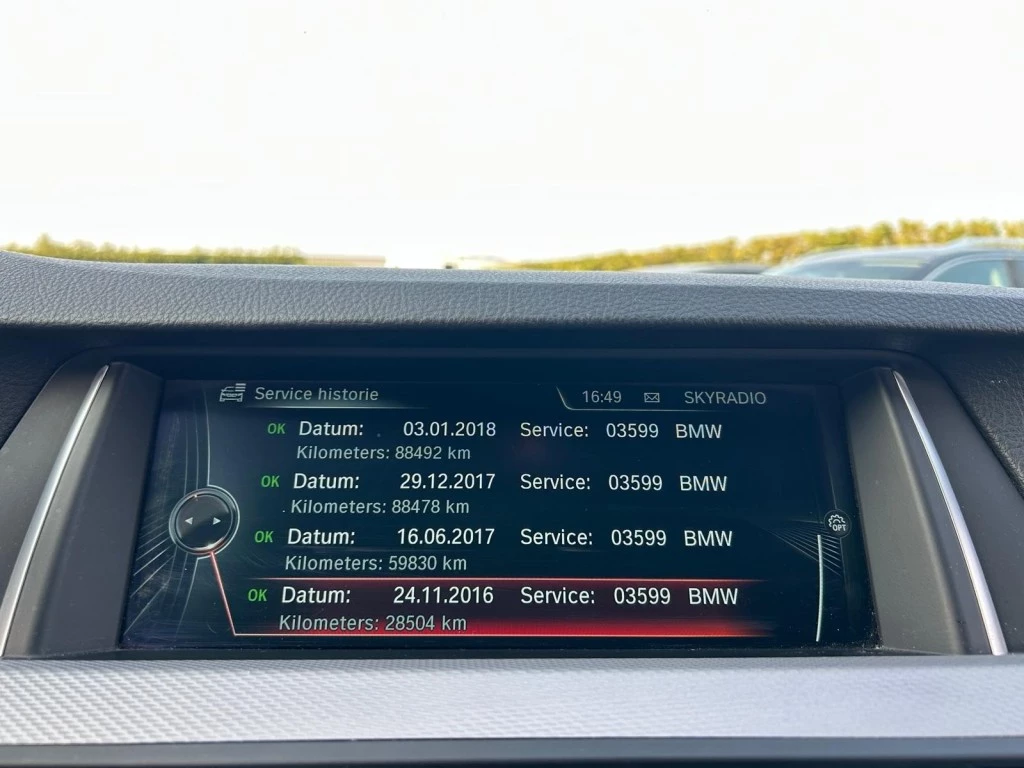 Service historie 16:49 SKYRADIO
OK Datum: 03.01.2018 Service: 03599 BMW
Kilometers: 88492 km
OK Datum: 29.12.2017 Service: 03599 BMW
Kilometers: 88478 km
OK Datum: 16.06.2017 Service: 03599 BMW
Kilometers: 59830 km
OK Datum: 24.11.2016 Service: 03599 BMW
Kilometers: 28504 km
OPT